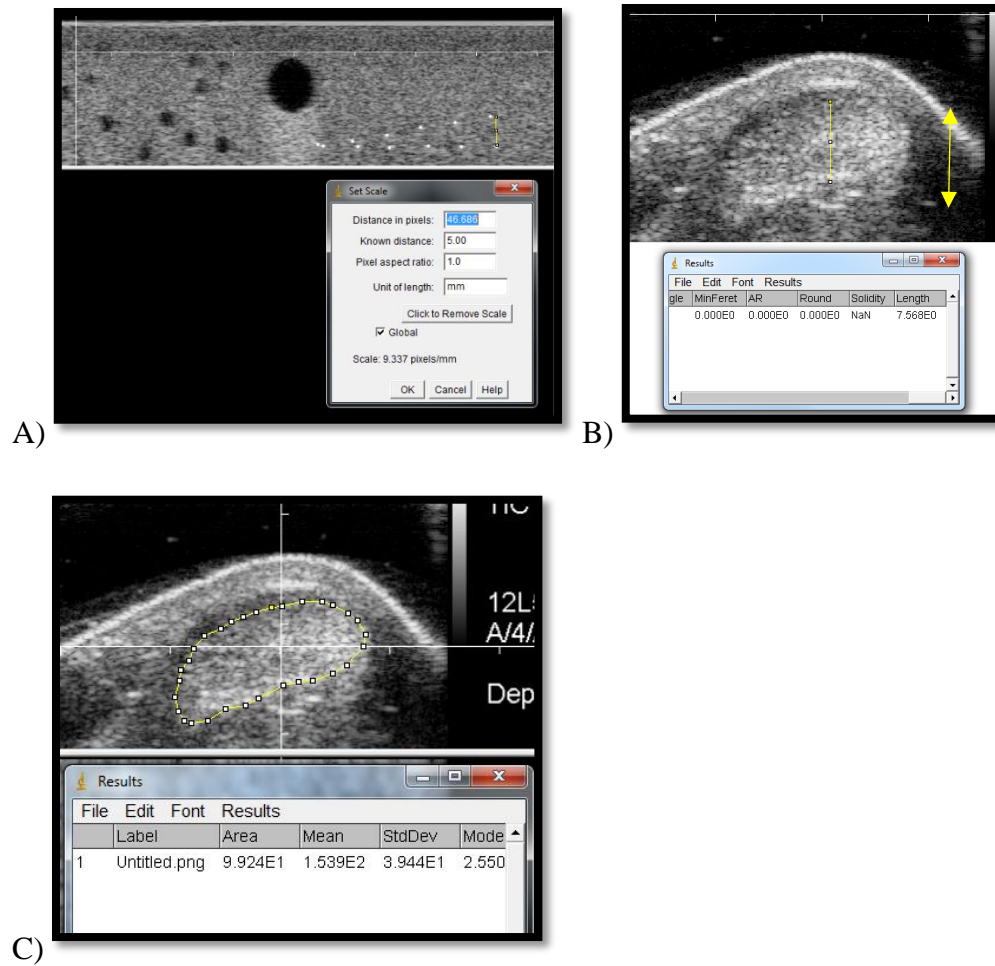 Set Scale
Distance in pixels: 46.686
Known distance: 5.00
Pixel aspect ratio: 1.0
Unit of length: mm
Click to Remove Scale
Global
Scale: 9.337 pixels/mm
OK Cancel Help
A)
Results
File Edit Font Results
gle MinFeret AR Round Solidity Length
0.000E0 0.000E0 0.000E0 NaN 7.568E0
B)
12L
A/4/
Dep
Results
File Edit Font Results
Label Area Mean StdDev Mode
1 Untitled.png 9.924E1 1.539E2 3.944E1 2.550
C)